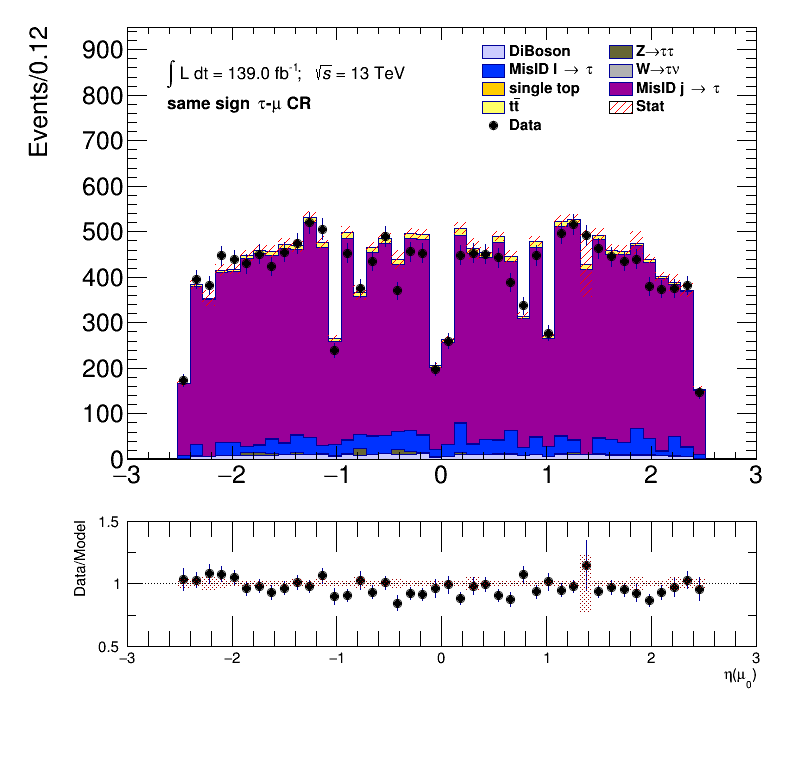 Events/0.12
900
800
700
600
500
400
300
200
100
0
∫ L dt = 139.0 fb⁻¹; √s = 13 TeV
same sign τ-μ CR
DiBoson
MisID l → τ
single top
tt̄
Data
Z→ττ
W→τν
MisID j → τ
Stat
−3 −2 −1 0 1 2 3
Data/Model
1.5
1
0.5
−3 −2 −1 0 1 2 3
η(μ₀)